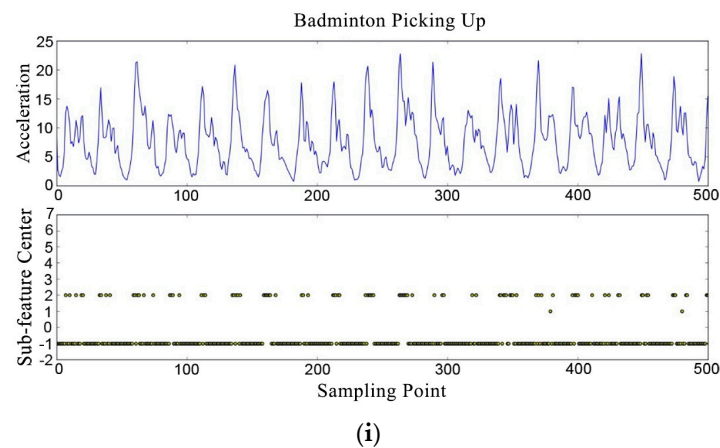 Badminton Picking Up
Acceleration
25
20
15
10
5
0
0 100 200 300 400 500
Sub-feature Center
7
6
5
4
3
2
1
0
-1
-2
0 100 200 300 400 500
Sampling Point
(i)